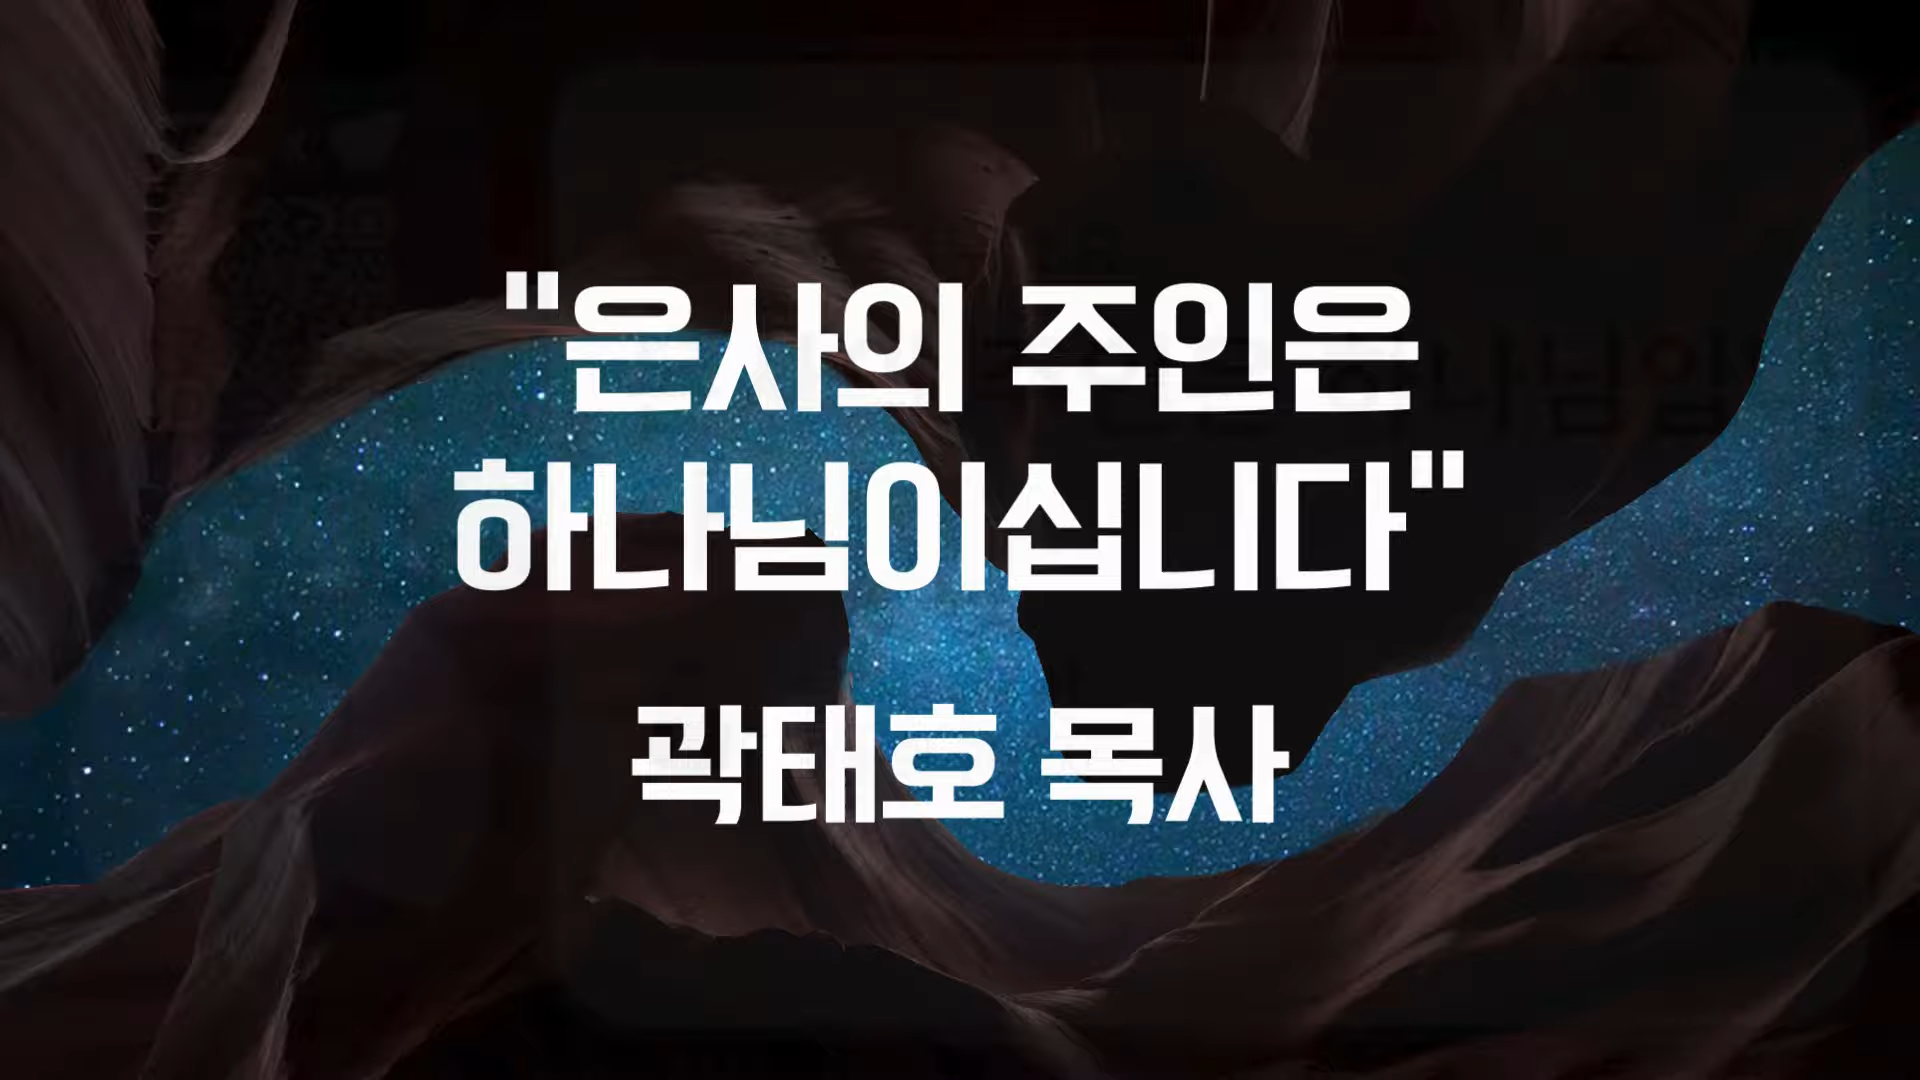 "은사의 주인은
하나님이십니다"
곽태호 목사